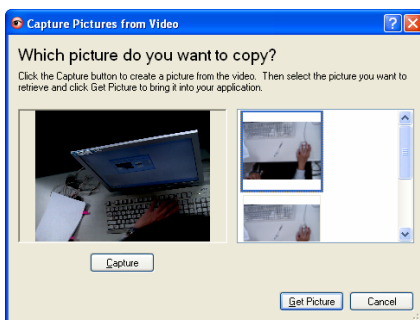 Capture Pictures from Video
Which picture do you want to copy?
Click the Capture button to create a picture from the video. Then select the picture you want to
retrieve and click Get Picture to bring it into your application.
Capture
Get Picture Cancel